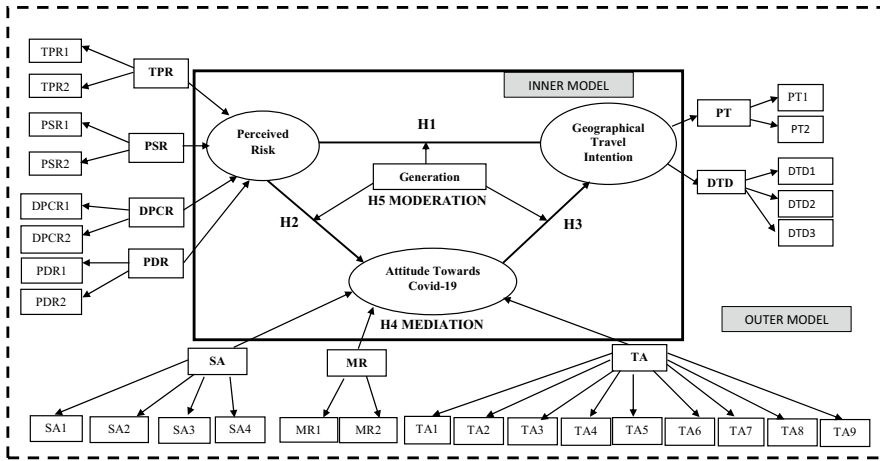 INNER MODEL
TPR1
TPR
TPR2
H1
PT
PT1
PSR1
Perceived
Risk
Geographical
Travel
Intention
PT2
PSR
PSR2
Generation
H5 MODERATION
DTD
DTD1
DTD2
DTD3
DPCR1
DPCR
DPCR2
H2
H3
PDR1
PDR
PDR2
Attitude Towards
Covid-19
H4 MEDIATION
OUTER MODEL
SA
MR
TA
SA1
SA2
SA3
SA4
MR1
MR2
TA1
TA2
TA3
TA4
TA5
TA6
TA7
TA8
TA9